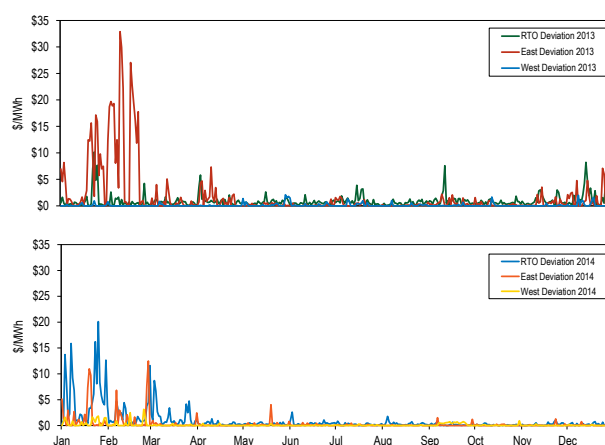 $35
$30
$25
$20
$15
$10
$5
$0
$/MWh
RTO Deviation 2013
East Deviation 2013
West Deviation 2013
$35
$30
$25
$20
$15
$10
$5
$0
$/MWh
RTO Deviation 2014
East Deviation 2014
West Deviation 2014
Jan Feb Mar Apr May Jun Jul Aug Sep Oct Nov Dec